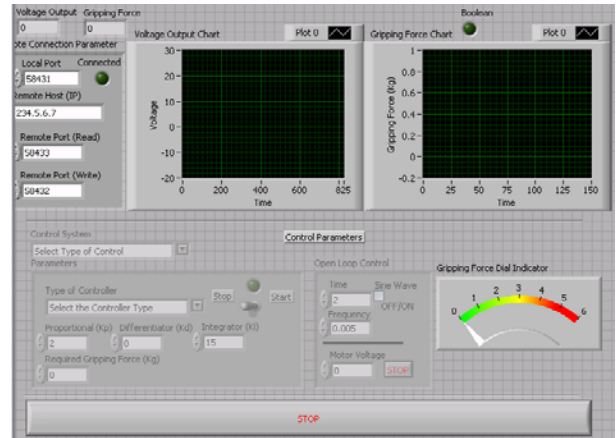 Voltage Output Gripping Force
0 0
Boolean
Voltage Output Chart Plot 0
Gripping Force Chart Plot 0
ote Connection Parameter
Local Port Connected
58431
Remote Host (IP)
234.5.6.7
Remote Port (Read)
58433
Remote Port (Write)
58432
Voltage
30
20
10
0
-10
-20
0 200 400 600 825
Time
Gripping Force (Kg)
1
0.8
0.6
0.4
0.2
0
-0.2
0 25 50 75 100 125 150
Time
Control System
Select Type of Control
Control Parameters
Parameters
Type of Controller
Select the Controller Type
Stop Start
Proportional (Kp) Differentiator (Kd) Integrator (KI)
2 0 15
Required Gripping Force (Kg)
0
Open Loop Control
Time Sine Wave
2
OFF/ON
Frequency
0.005
Motor Voltage
0 STOP
Gripping Force Dial Indicator
0 1 2 3 4 5 6
STOP